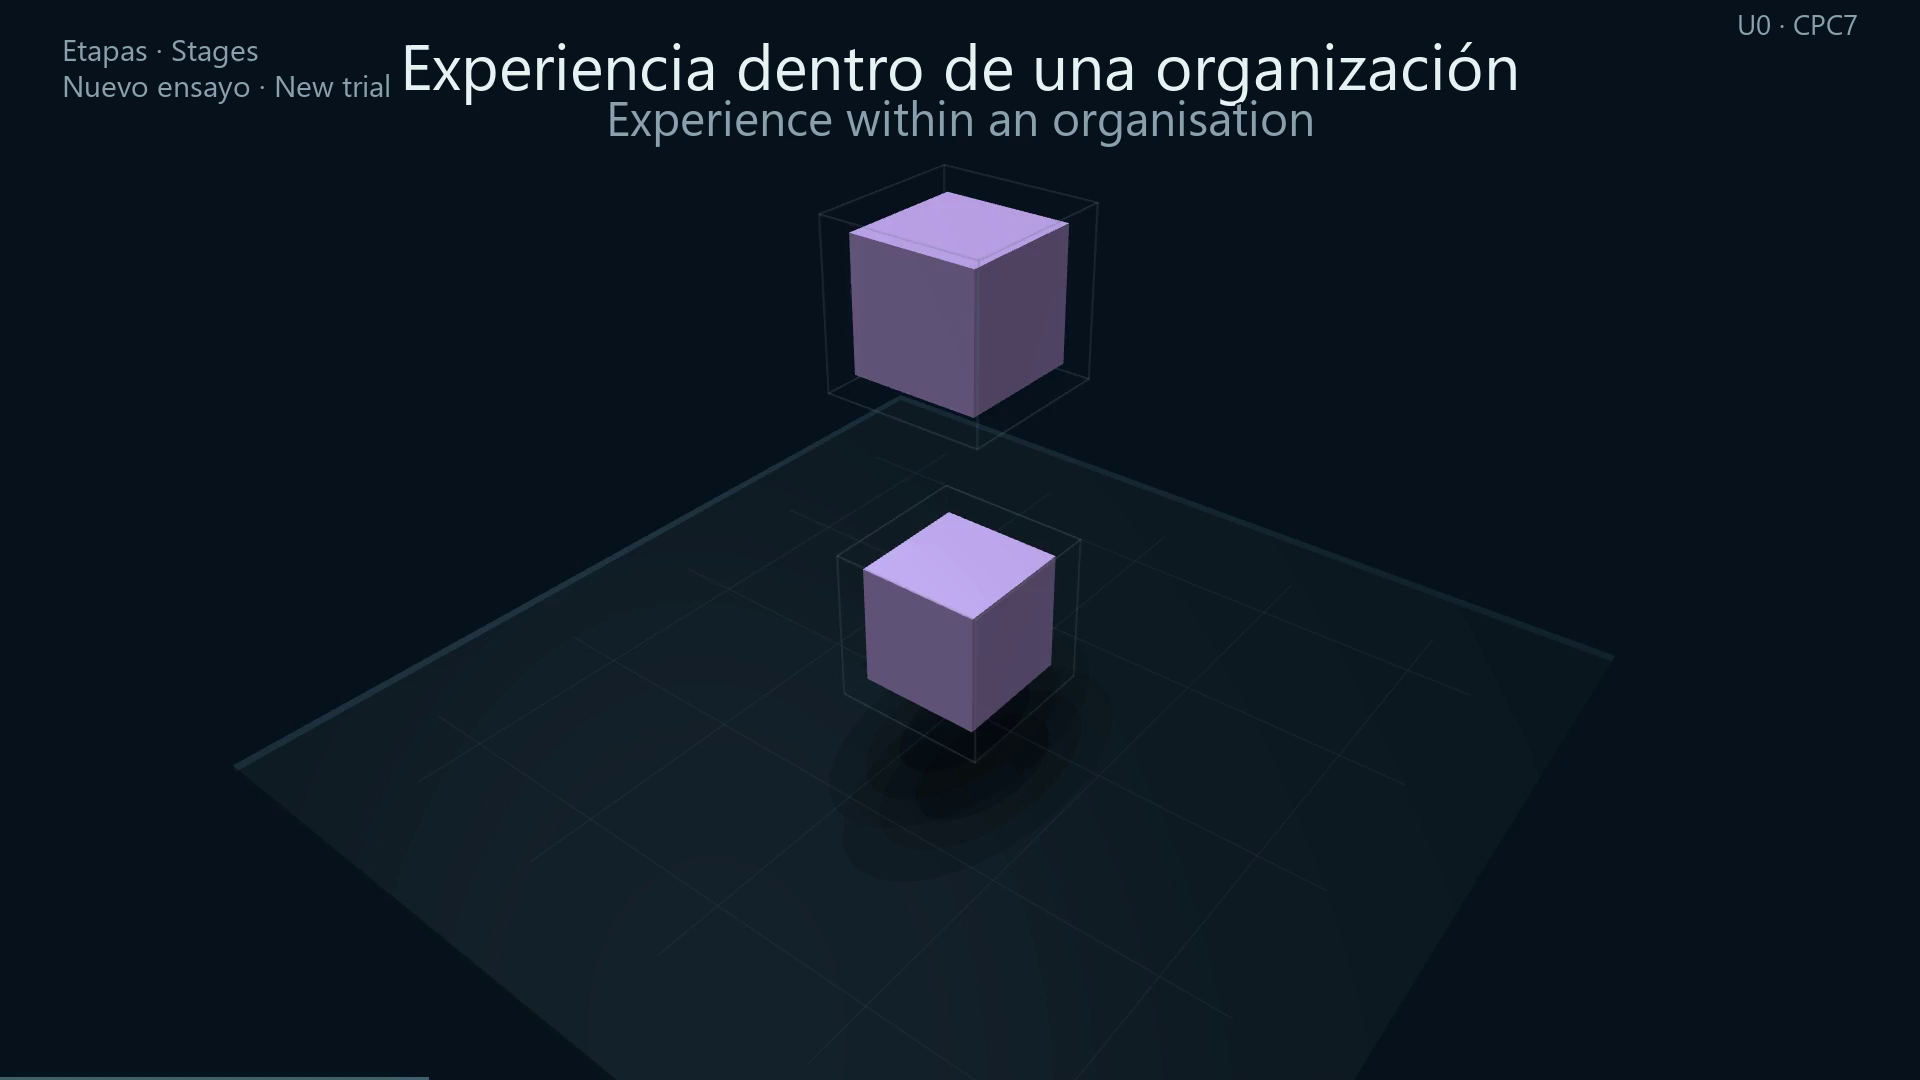 Etapas · Stages
Nuevo ensayo · New trial
Experiencia dentro de una organización
Experience within an organisation
U0 · CPC7